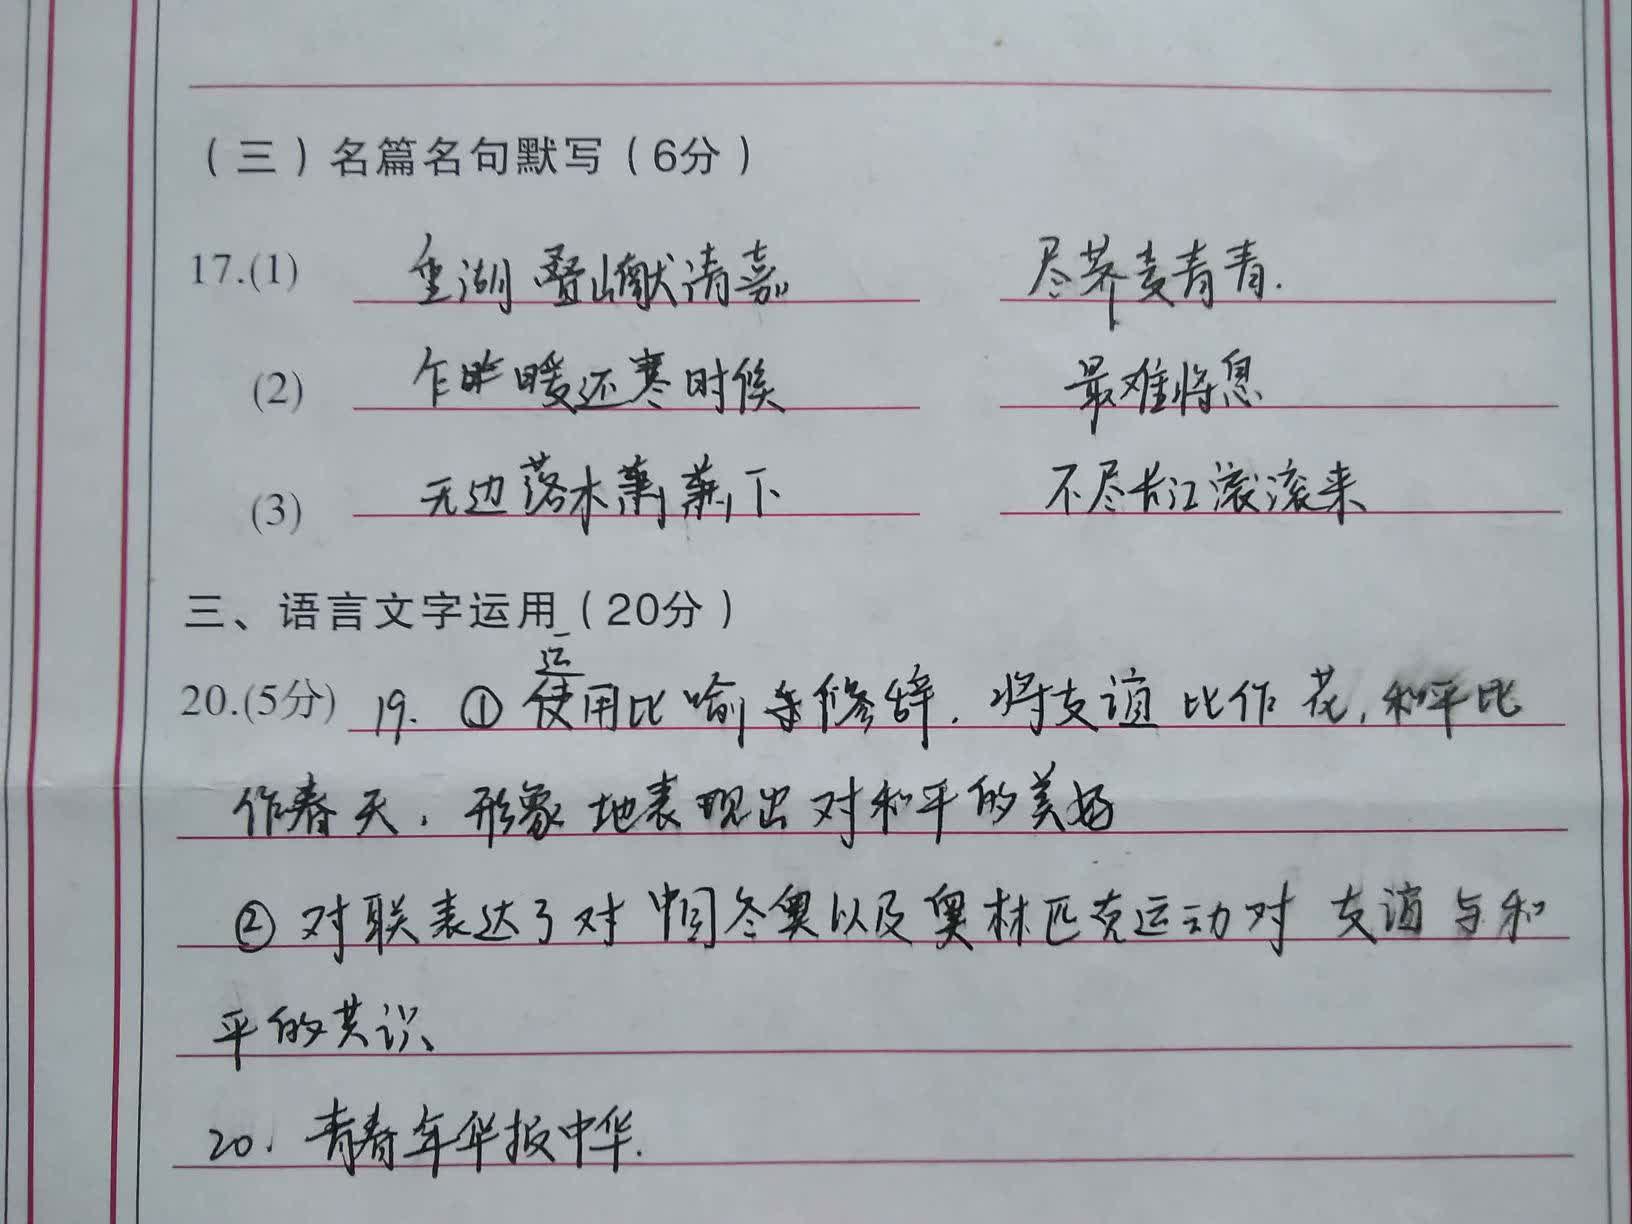 （三）名篇名句默写（6分）
17.(1) 重湖叠巘献清嘉 尽荠麦青青.
(2) 乍昨暖还寒时候 最难将息
(3) 无边落木萧萧下 不尽长江滚滚来
三、语言文字运用（20分）
运
20.(5分) 19. ① 使用比喻 修辞, 将友谊比作花, 和平比
作春天, 形象地表现出对和平的美好
② 对联表达了对中国冬奥以及奥林匹克运动对友谊与和
平的共识、
20. 青春年华报中华.